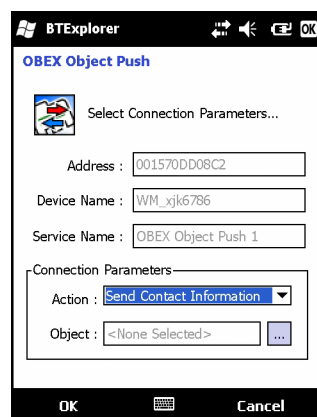 BTExplorer
OK
OBEX Object Push
Select Connection Parameters...
Address : 001570DD08C2
Device Name : WM_xjk6786
Service Name : OBEX Object Push 1
Connection Parameters
Action : Send Contact Information
Object : <None Selected> ...
OK Cancel